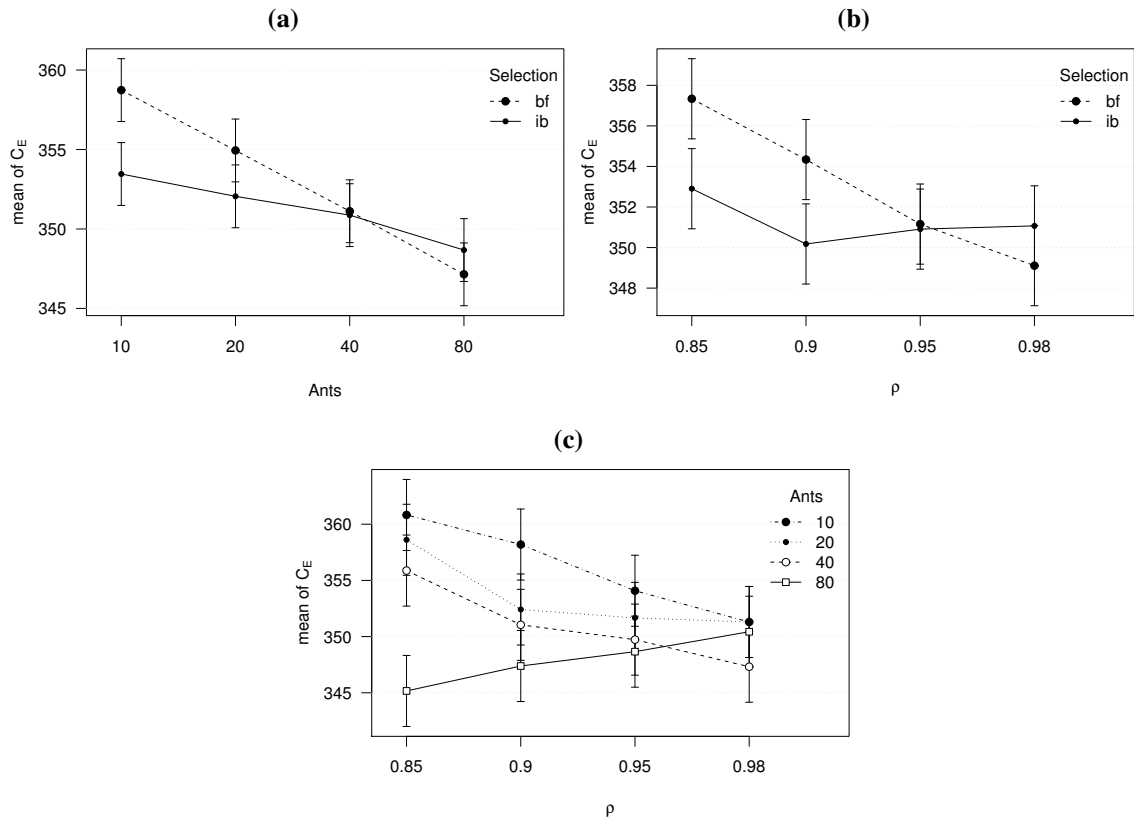 (a)
mean of C_E
360
355
350
345
10 20 40 80
Ants
Selection
bf
ib
(b)
mean of C_E
358
356
354
352
350
348
0.85 0.9 0.95 0.98
ρ
Selection
bf
ib
(c)
mean of C_E
360
355
350
345
0.85 0.9 0.95 0.98
ρ
Ants
10
20
40
80